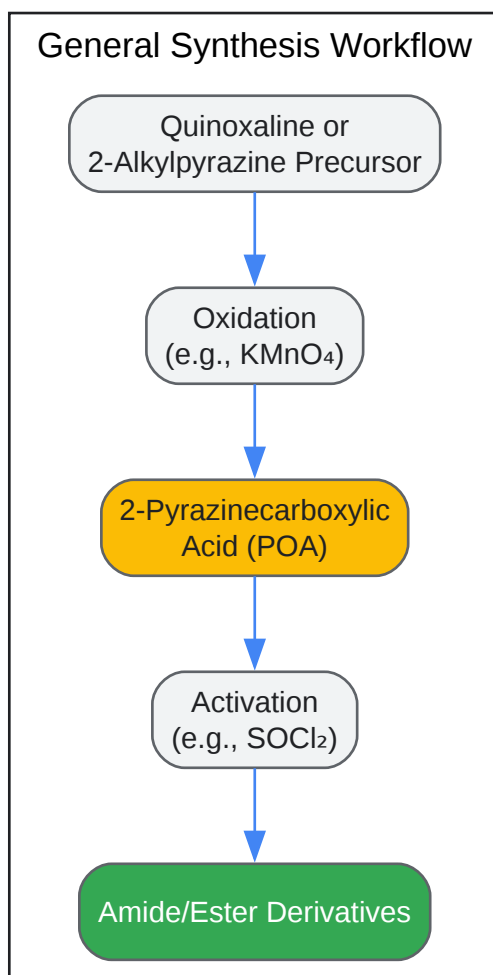 General Synthesis Workflow
Quinoxaline or
2-Alkylpyrazine Precursor
Oxidation
(e.g., KMnO₄)
2-Pyrazinecarboxylic
Acid (POA)
Activation
(e.g., SOCl₂)
Amide/Ester Derivatives